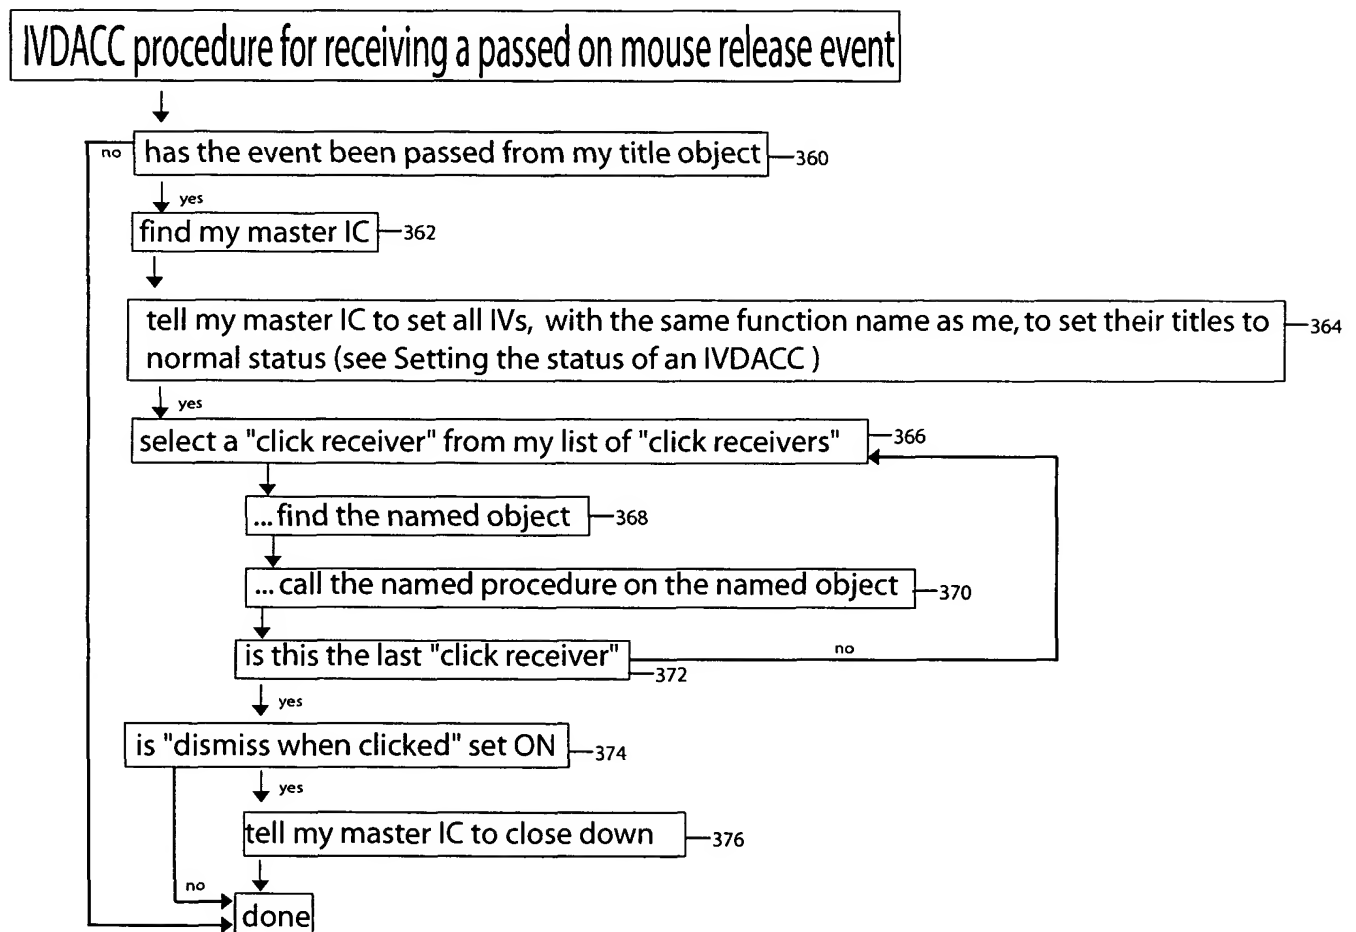 IVDACC procedure for receiving a passed on mouse release event
no
has the event been passed from my title object
360
yes
find my master IC
362
tell my master IC to set all IVs, with the same function name as me, to set their titles to
normal status (see Setting the status of an IVDACC )
364
yes
select a "click receiver" from my list of "click receivers"
366
... find the named object
368
... call the named procedure on the named object
370
is this the last "click receiver"
no
372
yes
is "dismiss when clicked" set ON
374
yes
tell my master IC to close down
376
no
done